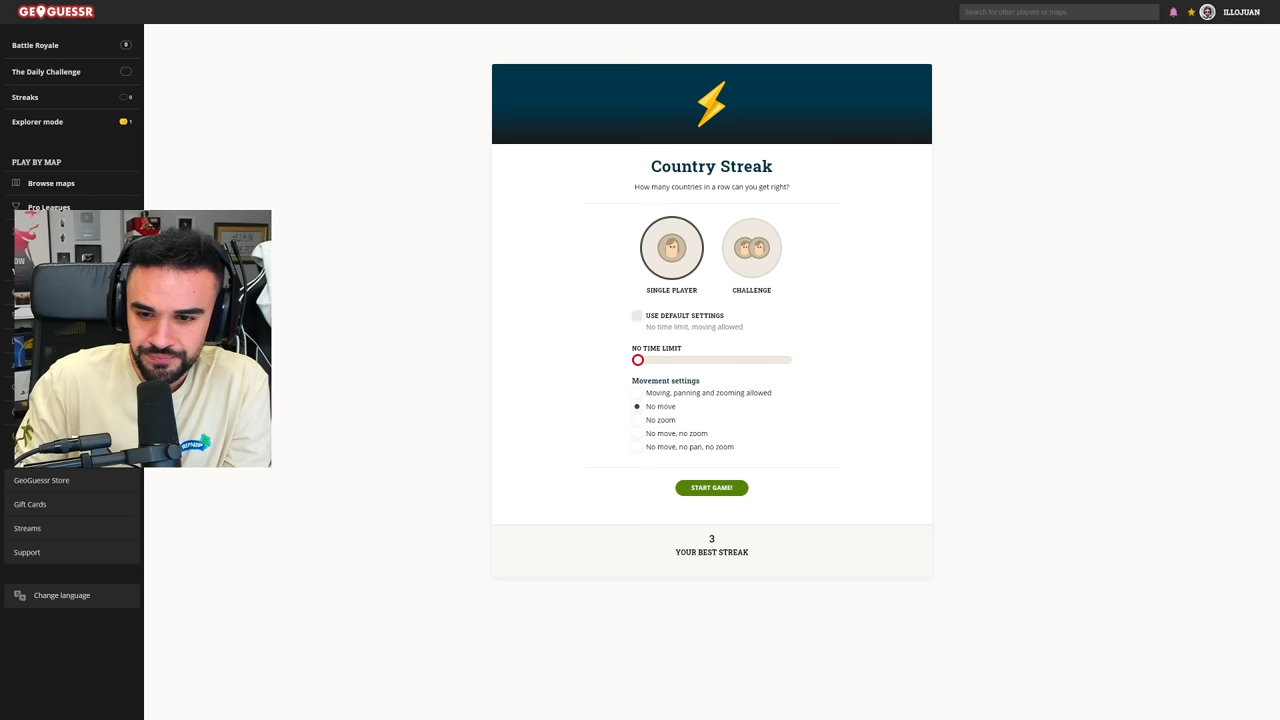 GEOGUESSR
Search for other players or maps
ILLOJUAN
Battle Royale
0
The Daily Challenge
Streaks
0
Explorer mode
1
PLAY BY MAP
Browse maps
Pro Leagues
JUAN
GeoGuessr Store
Gift Cards
Streams
Support
Change language
Country Streak
How many countries in a row can you get right?
SINGLE PLAYER
CHALLENGE
USE DEFAULT SETTINGS
No time limit, moving allowed
NO TIME LIMIT
Movement settings
Moving, panning and zooming allowed
No move
No zoom
No move, no zoom
No move, no pan, no zoom
START GAME!
3
YOUR BEST STREAK